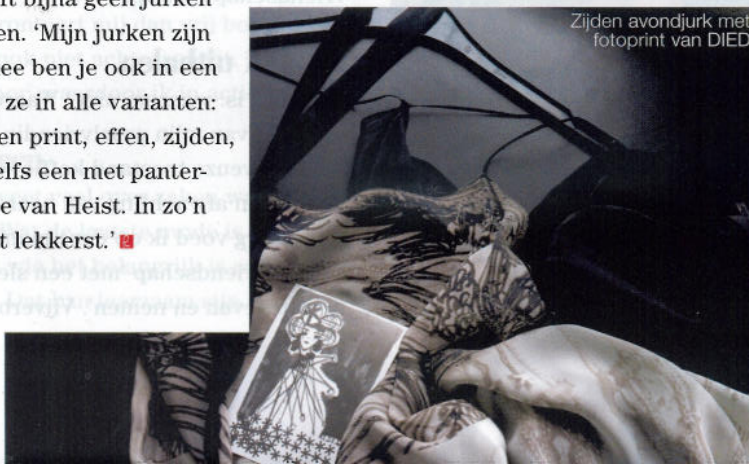 bijna geen jurken
en. 'Mijn jurken zijn
ee ben je ook in een
ze in alle varianten:
en print, effen, zijden,
elfs een met panter-
e van Heist. In zo'n
t lekkerst.'
Zijden avondjurk met
fotoprint van DIED